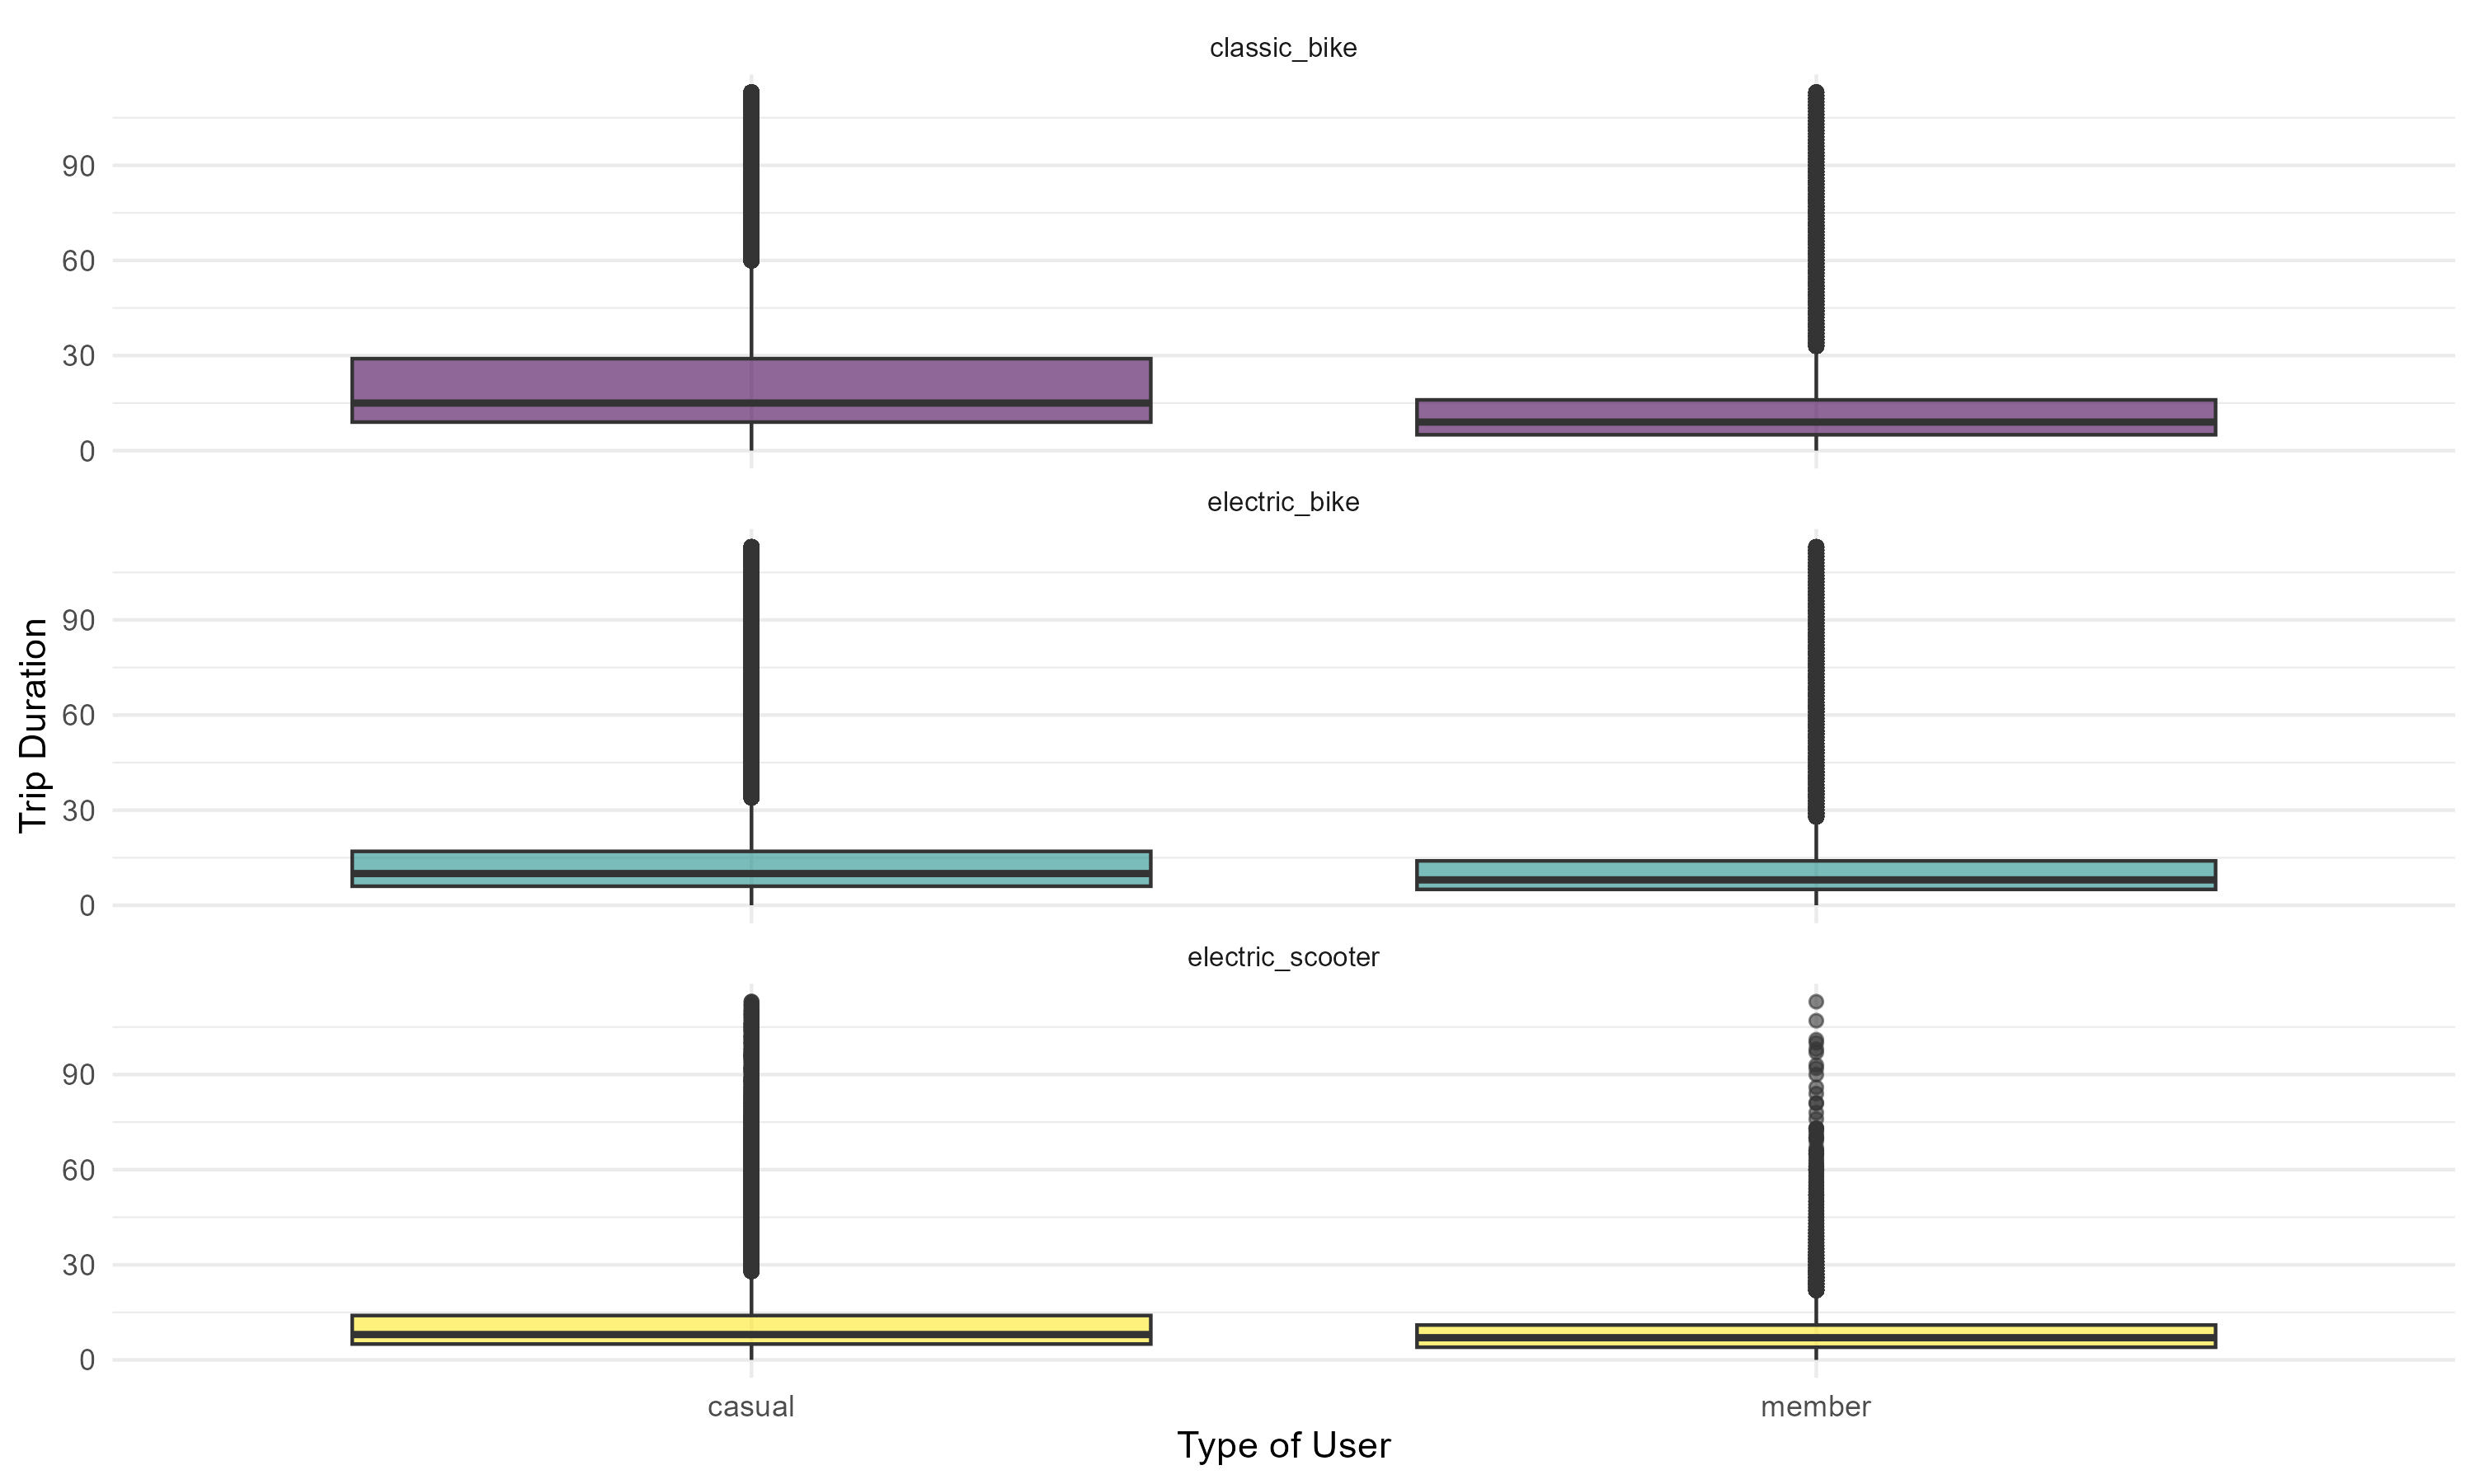 classic_bike
90
60
30
0
electric_bike
90
60
30
0
electric_scooter
90
60
30
0
Trip Duration
casual
member
Type of User